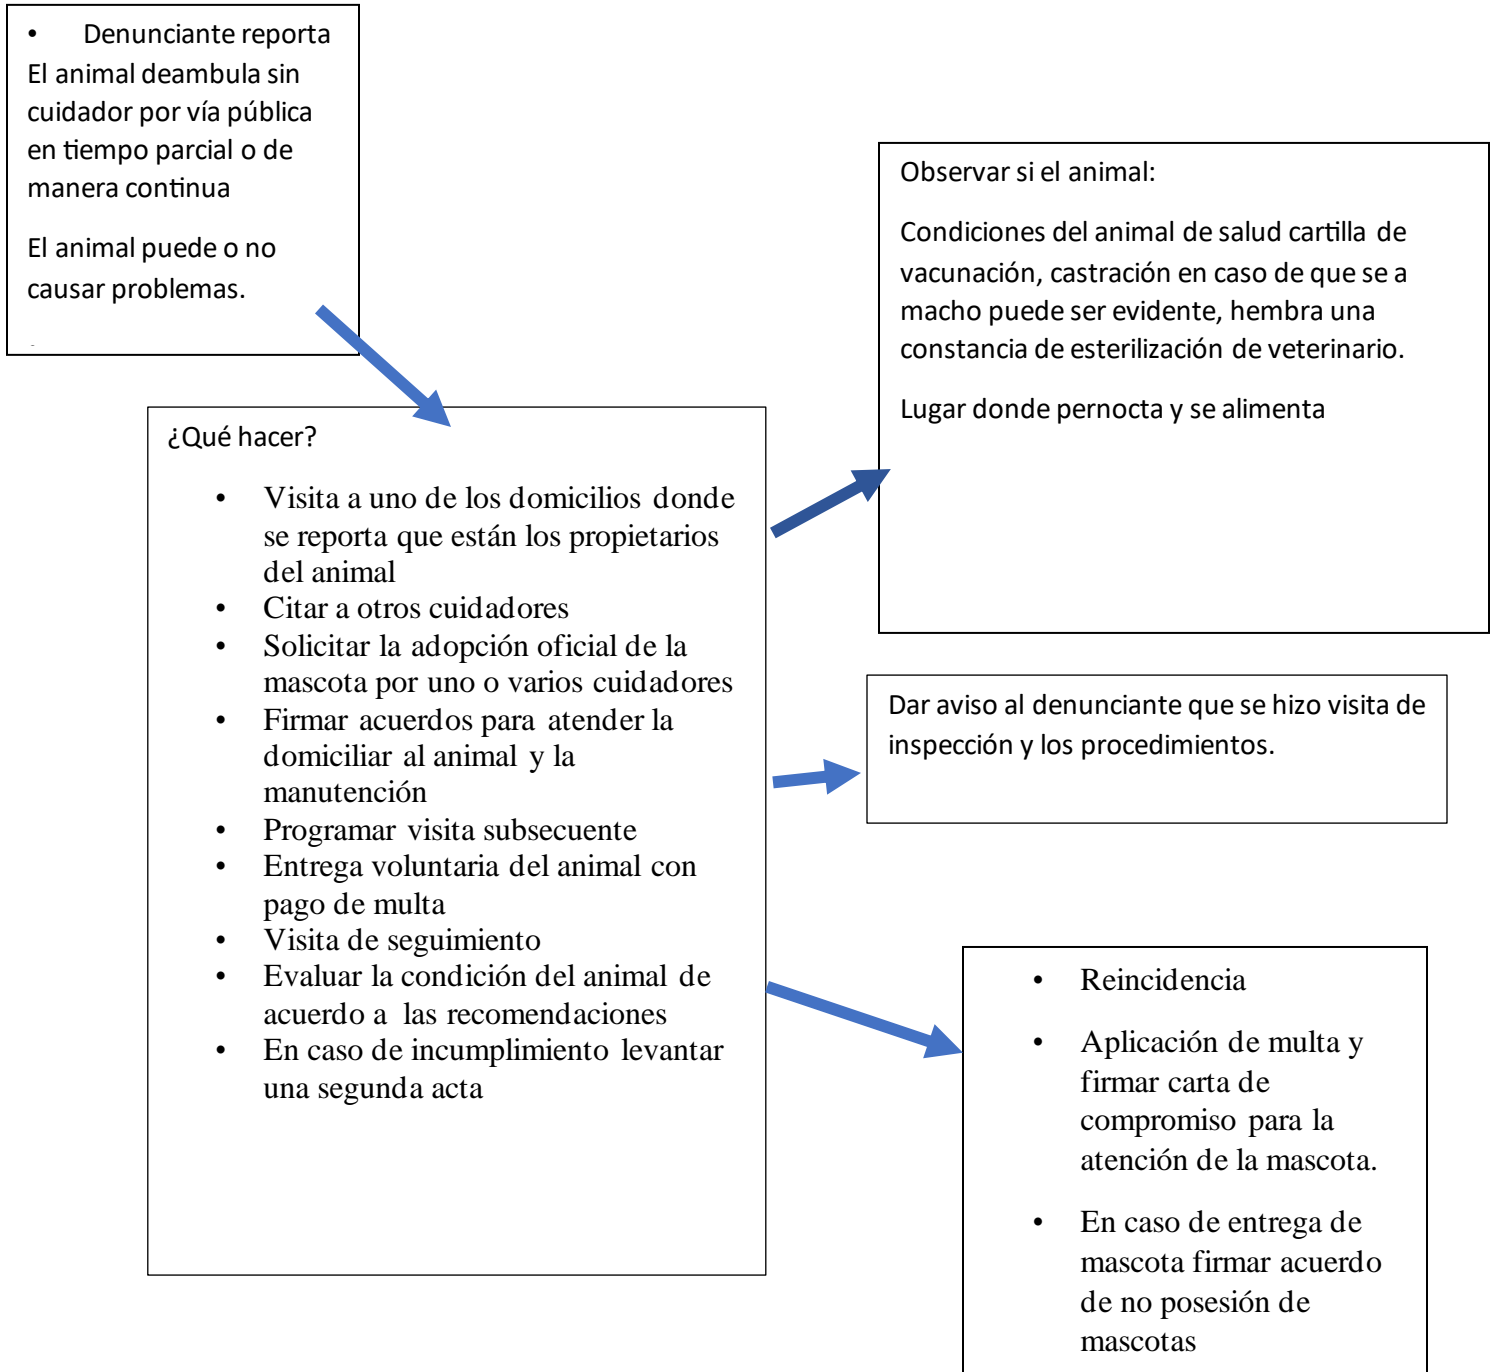 • Denunciante reporta
El animal deambula sin
cuidador por vía pública
en tiempo parcial o de
manera continua
El animal puede o no
causar problemas.
Observar si el animal:
Condiciones del animal de salud cartilla de
vacunación, castración en caso de que se a
macho puede ser evidente, hembra una
constancia de esterilización de veterinario.
Lugar donde pernocta y se alimenta
¿Qué hacer?
• Visita a uno de los domicilios donde
se reporta que están los propietarios
del animal
• Citar a otros cuidadores
• Solicitar la adopción oficial de la
mascota por uno o varios cuidadores
• Firmar acuerdos para atender la
domiciliar al animal y la
manutención
• Programar visita subsecuente
• Entrega voluntaria del animal con
pago de multa
• Visita de seguimiento
• Evaluar la condición del animal de
acuerdo a las recomendaciones
• En caso de incumplimiento levantar
una segunda acta
Dar aviso al denunciante que se hizo visita de
inspección y los procedimientos.
• Reincidencia
• Aplicación de multa y
firmar carta de
compromiso para la
atención de la mascota.
• En caso de entrega de
mascota firmar acuerdo
de no posesión de
mascotas